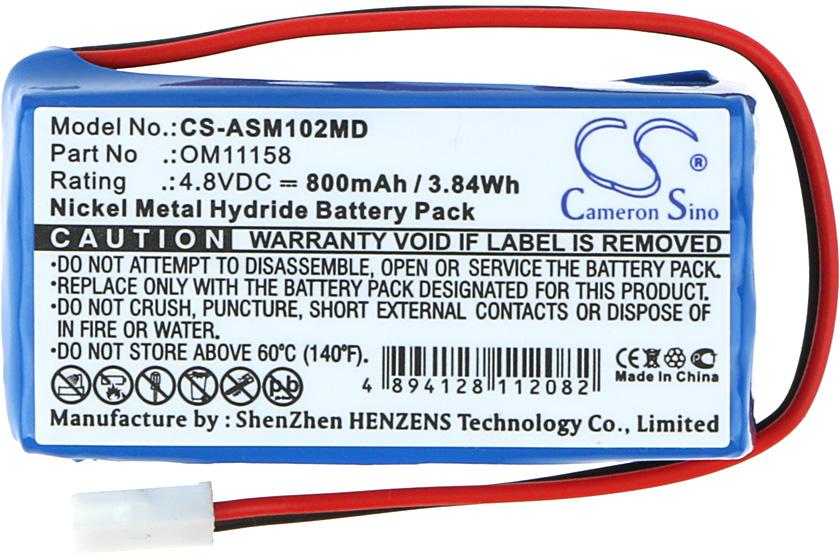 Model No.:CS-ASM102MD
Part No .:OM11158
Rating .:4.8VDC ⎓ 800mAh / 3.84Wh
Nickel Metal Hydride Battery Pack
CS®
Cameron Sino
CAUTION WARRANTY VOID IF LABEL IS REMOVED
•DO NOT ATTEMPT TO DISASSEMBLE, OPEN OR SERVICE THE BATTERY PACK.
•REPLACE ONLY WITH THE BATTERY PACK DESIGNATED FOR THIS PRODUCT.
•DO NOT CRUSH, PUNCTURE, SHORT EXTERNAL CONTACTS OR DISPOSE OF
IN FIRE OR WATER.
•DO NOT STORE ABOVE 60°C (140°F).
Pb
4 894128 112082
CE
Made in China
Manufacture by : ShenZhen HENZENS Technology Co., Limited